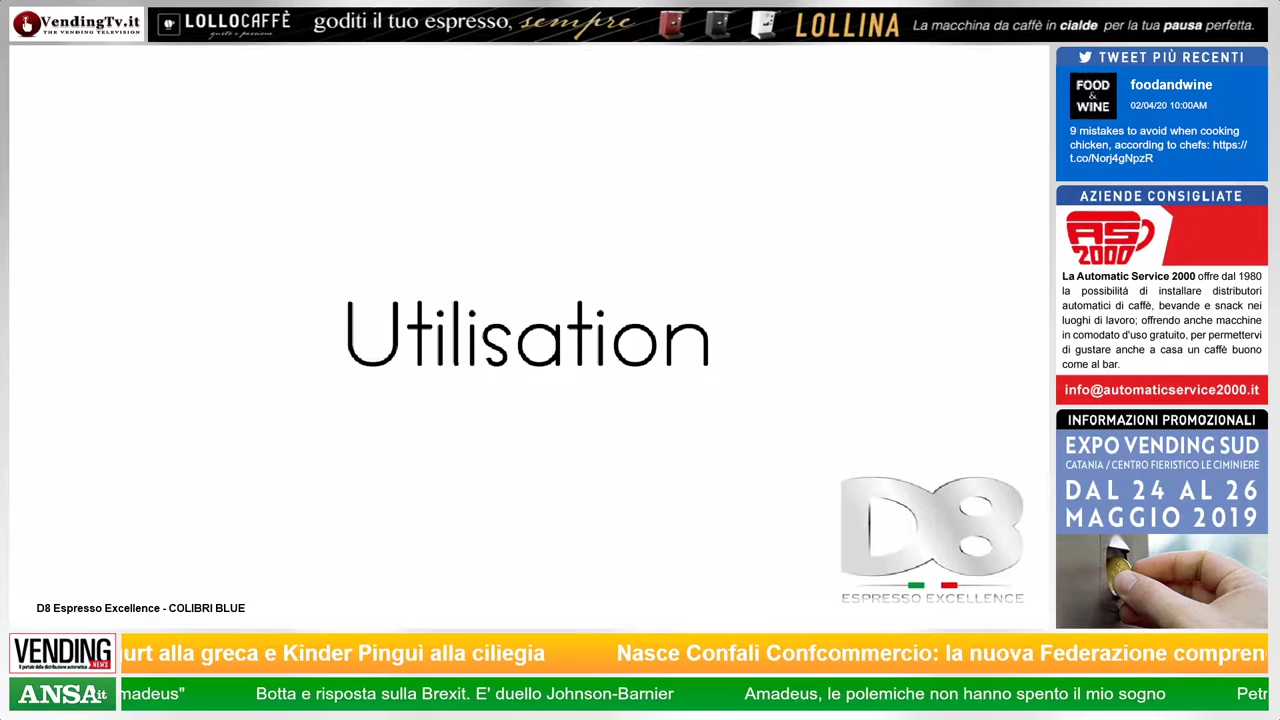 VendingTv.it
THE VENDING TELEVISION
LOLLOCAFFÈ
gusto e passione
goditi il tuo espresso, sempre
LOLLINA
La macchina da caffè in cialde per la tua pausa perfetta.
TWEET PIÙ RECENTI
FOOD
&
WINE
foodandwine
02/04/20 10:00AM
9 mistakes to avoid when cooking
chicken, according to chefs: https://
t.co/Norj4gNpzR
AZIENDE CONSIGLIATE
AS
2000
La Automatic Service 2000 offre dal 1980
la possibilità di installare distributori
automatici di caffè, bevande e snack nei
luoghi di lavoro; offrendo anche macchine
in comodato d'uso gratuito, per permettervi
di gustare anche a casa un caffè buono
come al bar.
info@automaticservice2000.it
INFORMAZIONI PROMOZIONALI
EXPO VENDING SUD
CATANIA / CENTRO FIERISTICO LE CIMINIERE
DAL 24 AL 26
MAGGIO 2019
Utilisation
D8
ESPRESSO EXCELLENCE
D8 Espresso Excellence - COLIBRI BLUE
VENDING
NEWS
Il portale della distribuzione automatica
urt alla greca e Kinder Pinguì alla ciliegia Nasce Confali Confcommercio: la nuova Federazione compren
ANSA.it
madeus" Botta e risposta sulla Brexit. E' duello Johnson-Barnier Amadeus, le polemiche non hanno spento il mio sogno Petr